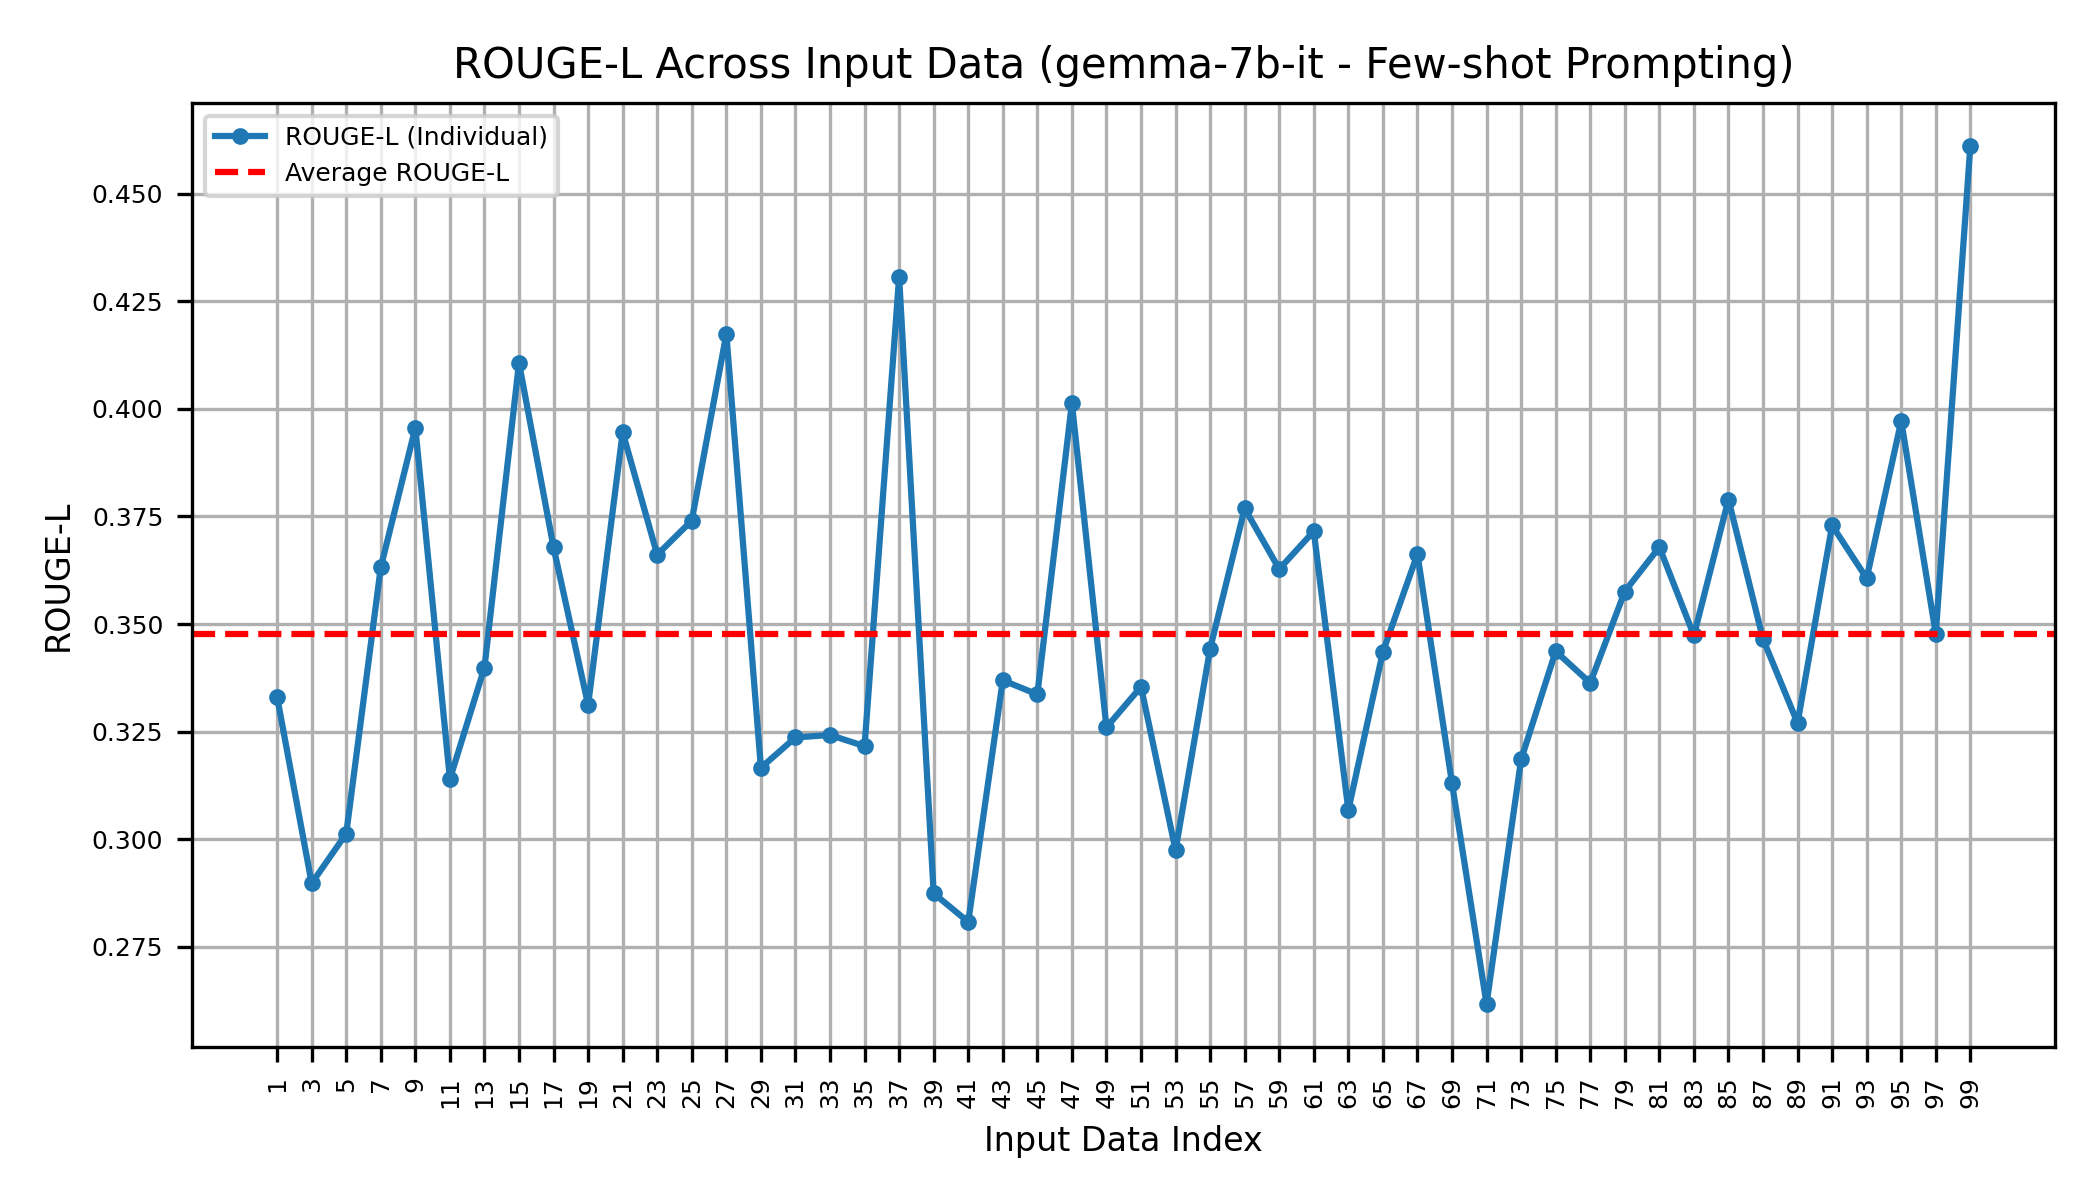 ROUGE-L Across Input Data (gemma-7b-it - Few-shot Prompting)
ROUGE-L (Individual)
Average ROUGE-L
ROUGE-L
0.450
0.425
0.400
0.375
0.350
0.325
0.300
0.275
1 3 5 7 9 11 13 15 17 19 21 23 25 27 29 31 33 35 37 39 41 43 45 47 49 51 53 55 57 59 61 63 65 67 69 71 73 75 77 79 81 83 85 87 89 91 93 95 97 99
Input Data Index